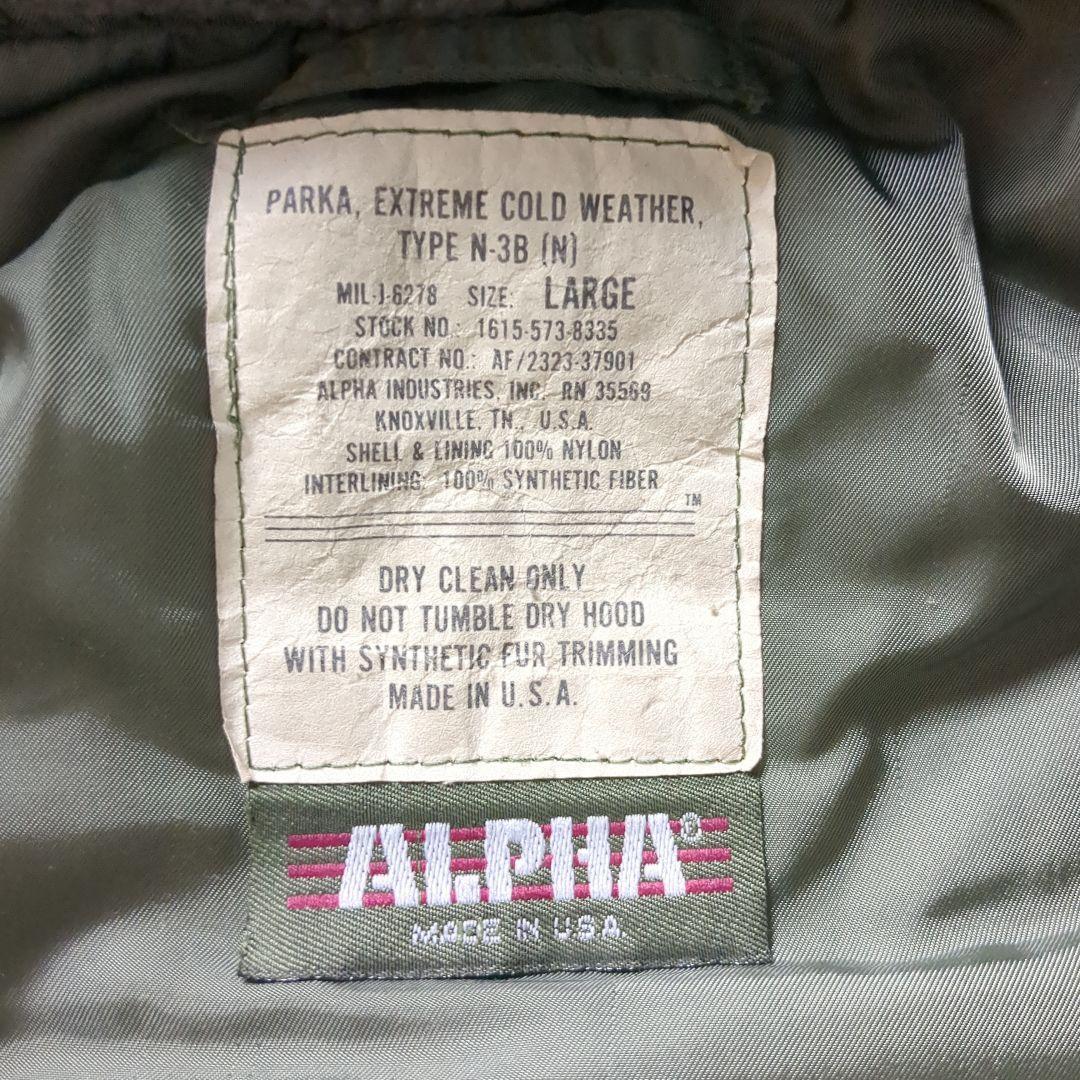 PARKA, EXTREME COLD WEATHER,
TYPE N-3B (N)
MIL-J-6278 SIZE: LARGE
STOCK NO.: 1615-573-8335
CONTRACT NO.: AF/2323-37901
ALPHA INDUSTRIES, INC. RN 35569
KNOXVILLE, TN., U.S.A.
SHELL & LINING 100% NYLON
INTERLINING: 100% SYNTHETIC FIBER
TM
DRY CLEAN ONLY
DO NOT TUMBLE DRY HOOD
WITH SYNTHETIC FUR TRIMMING
MADE IN U.S.A.
ALPHA®
MADE IN U.S.A.